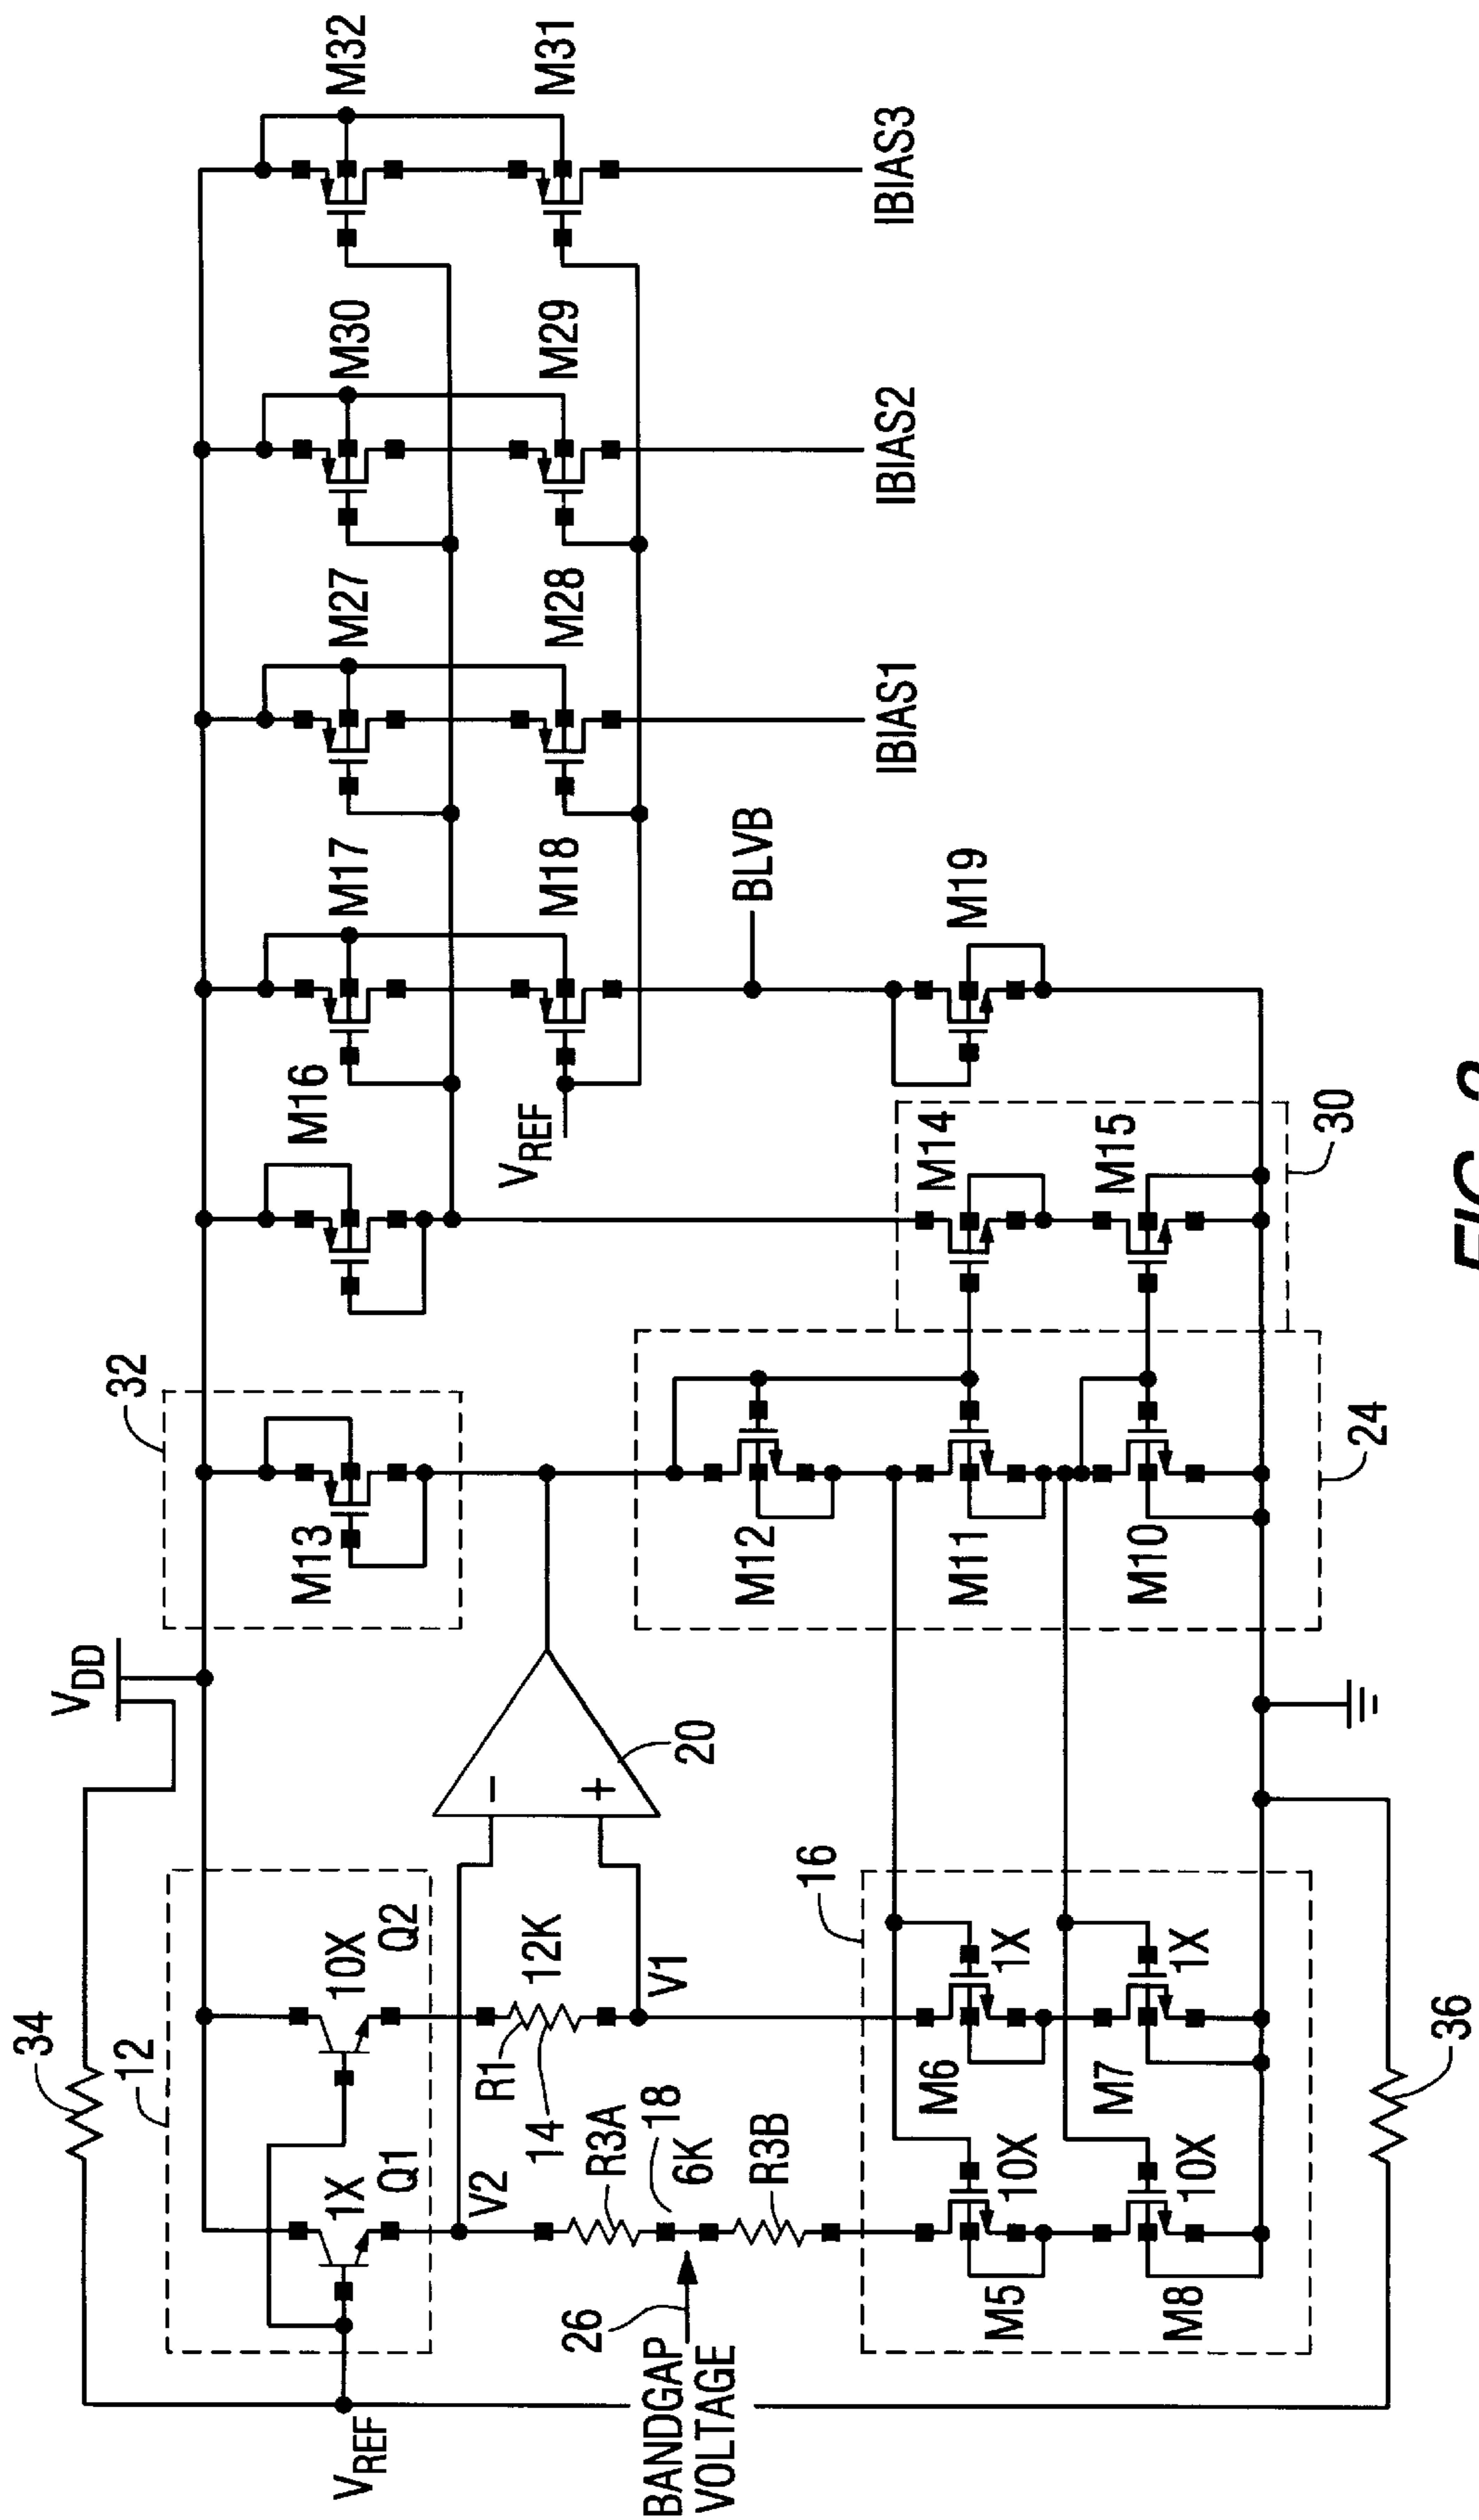 34
VDD
12
32
1X
10X
M16
M17
M27
M30
M32
VREF
Q1
Q2
M13
V2
R1
12K
VREF
M18
M28
M29
M31
14
R3A
18
6K
R3B
V1
−
+
20
26
BANDGAP
VOLTAGE
BLVB
M12
16
IBIAS1
IBIAS2
IBIAS3
M5
10X
M6
1X
M11
M14
M19
M8
10X
M7
1X
M10
M15
24
30
36
FIG.